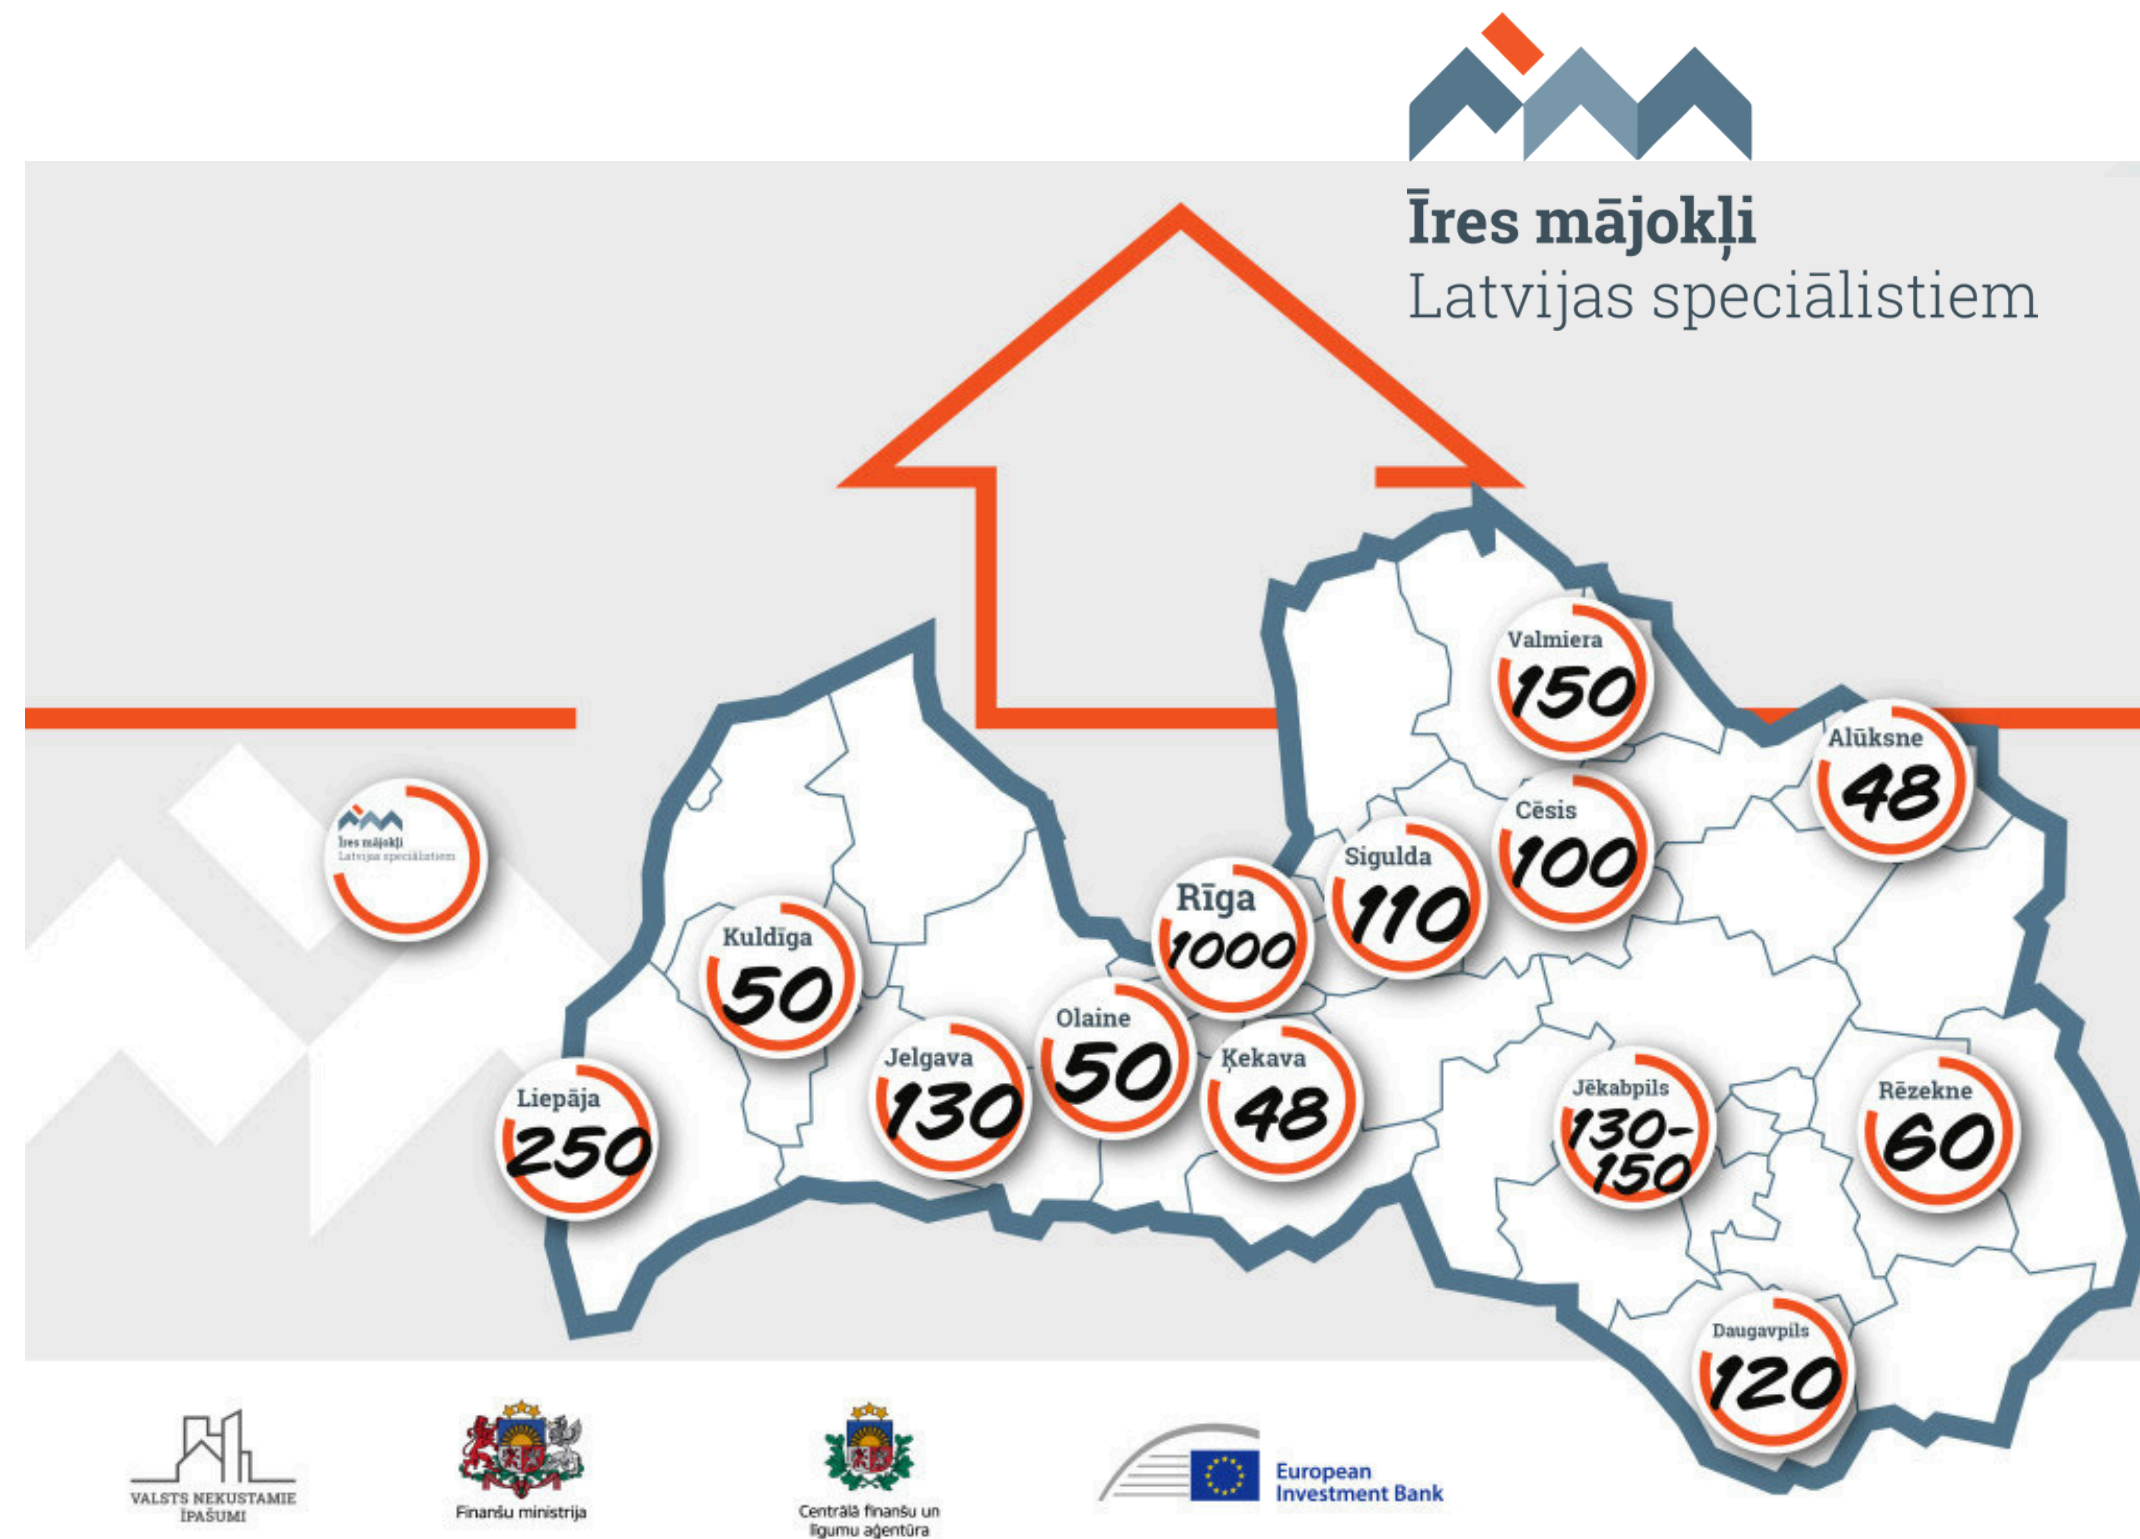 Īres mājokļi
Latvijas speciālistiem
Īres mājokļi
Latvijas speciālistiem
Valmiera
150
Alūksne
48
Cēsis
100
Sigulda
110
Rīga
1000
Kuldīga
50
Olaine
50
Jelgava
130
Ķekava
48
Liepāja
250
Jēkabpils
130-
150
Rēzekne
60
Daugavpils
120
VALSTS NEKUSTAMIE
ĪPAŠUMI
Finanšu ministrija
Centrālā finanšu un
līgumu aģentūra
European
Investment Bank